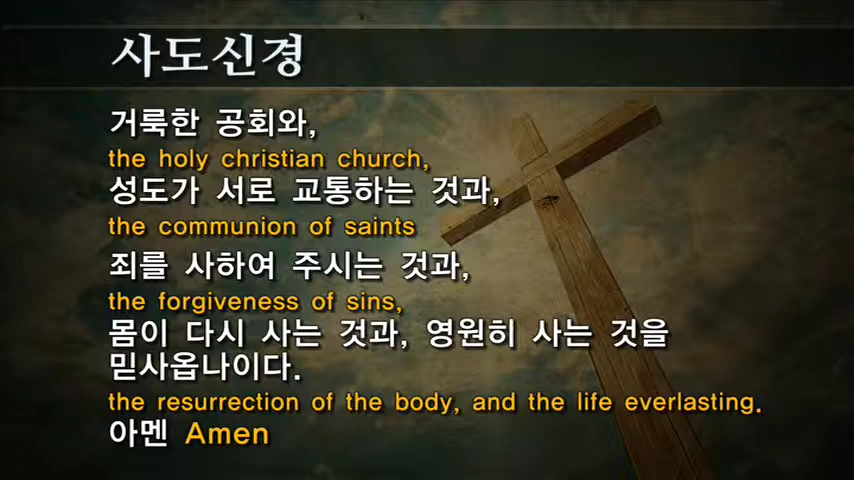 사도신경
거룩한 공회와,
the holy christian church,
성도가 서로 교통하는 것과,
the communion of saints
죄를 사하여 주시는 것과,
the forgiveness of sins,
몸이 다시 사는 것과, 영원히 사는 것을
믿사옵나이다.
the resurrection of the body, and the life everlasting.
아멘 Amen